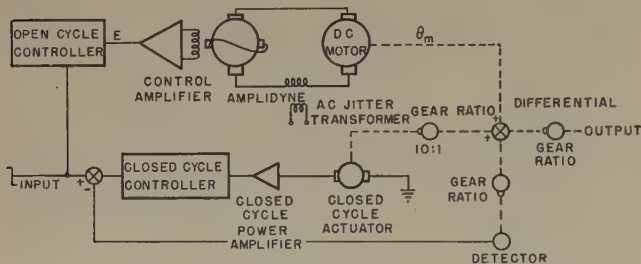 OPEN CYCLE
CONTROLLER
E
CONTROL
AMPLIFIER
AMPLIDYNE
DC
MOTOR
θm
AC JITTER
TRANSFORMER
GEAR RATIO
10:1
DIFFERENTIAL
+
+
OUTPUT
GEAR
RATIO
INPUT
+
-
CLOSED CYCLE
CONTROLLER
CLOSED
CYCLE
POWER
AMPLIFIER
CLOSED
CYCLE
ACTUATOR
GEAR
RATIO
DETECTOR